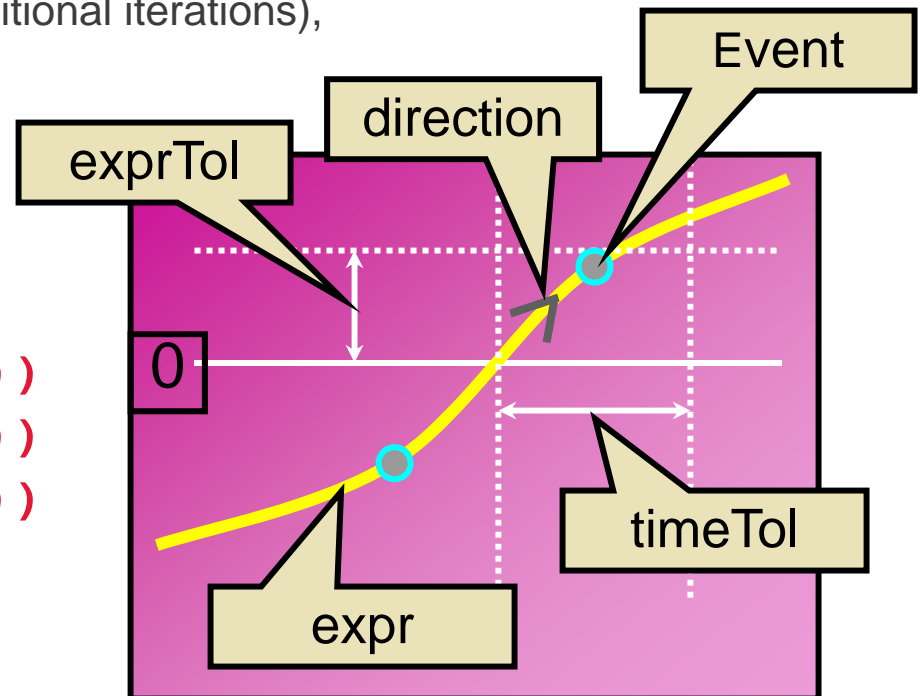 itional iterations),
Event
direction
exprTol
0
)
)
)
timeTol
expr